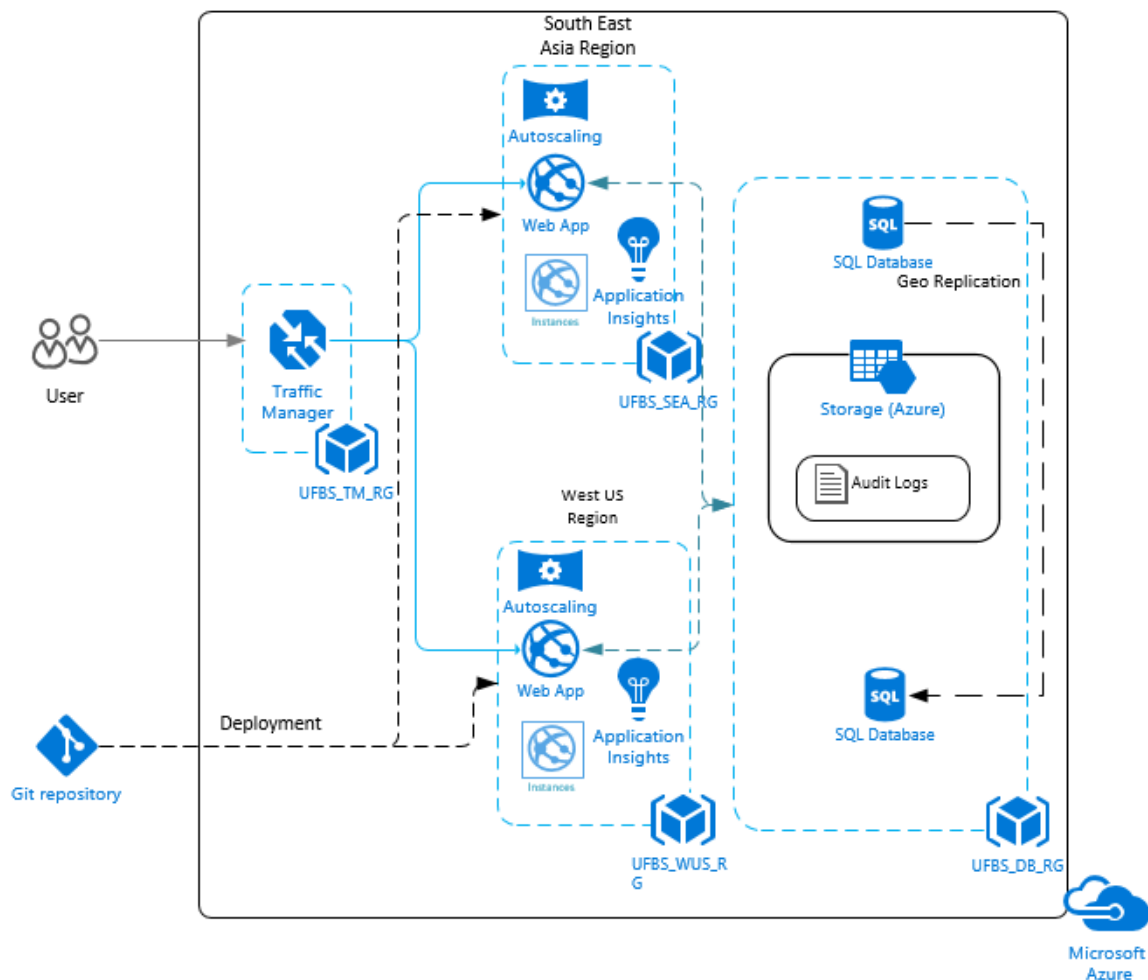 South East
Asia Region
Autoscaling
Web App
Instances
Application
Insights
UFBS_SEA_RG
SQL
SQL Database
Geo Replication
Storage (Azure)
Audit Logs
User
Traffic
Manager
UFBS_TM_RG
West US
Region
Autoscaling
Web App
Instances
Application
Insights
UFBS_WUS_R
G
SQL
SQL Database
UFBS_DB_RG
Deployment
Git repository
Microsoft
Azure